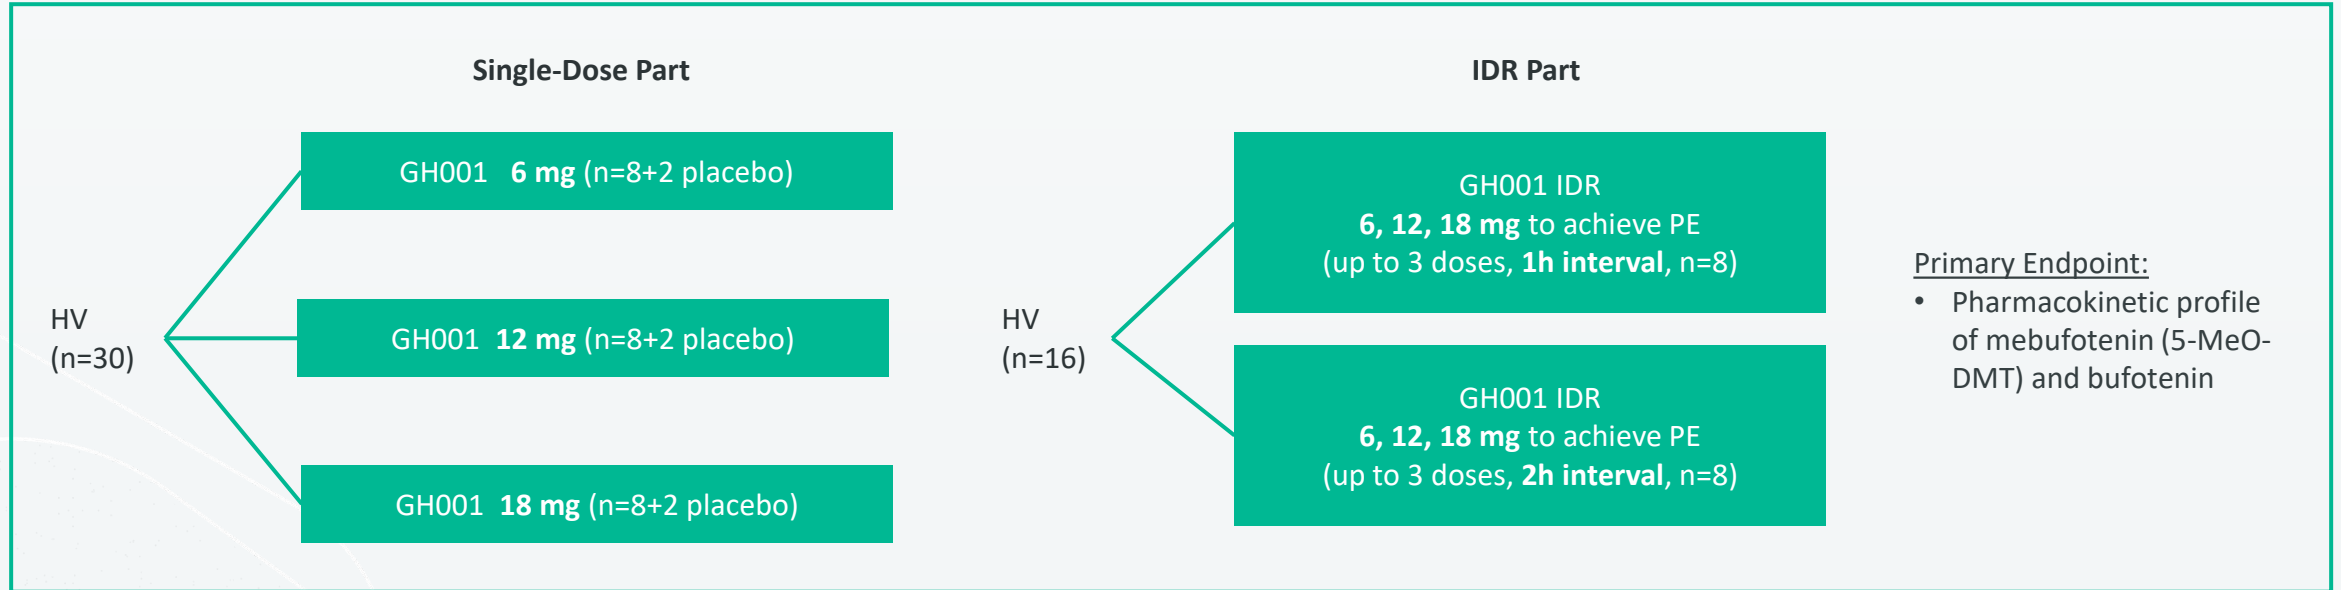 Single-Dose Part
HV
(n=30)
GH001 6 mg (n=8+2 placebo)
GH001 12 mg (n=8+2 placebo)
GH001 18 mg (n=8+2 placebo)
IDR Part
HV
(n=16)
GH001 IDR
6, 12, 18 mg to achieve PE
(up to 3 doses, 1h interval, n=8)
GH001 IDR
6, 12, 18 mg to achieve PE
(up to 3 doses, 2h interval, n=8)
Primary Endpoint:
• Pharmacokinetic profile
of mebufotenin (5-MeO-
DMT) and bufotenin